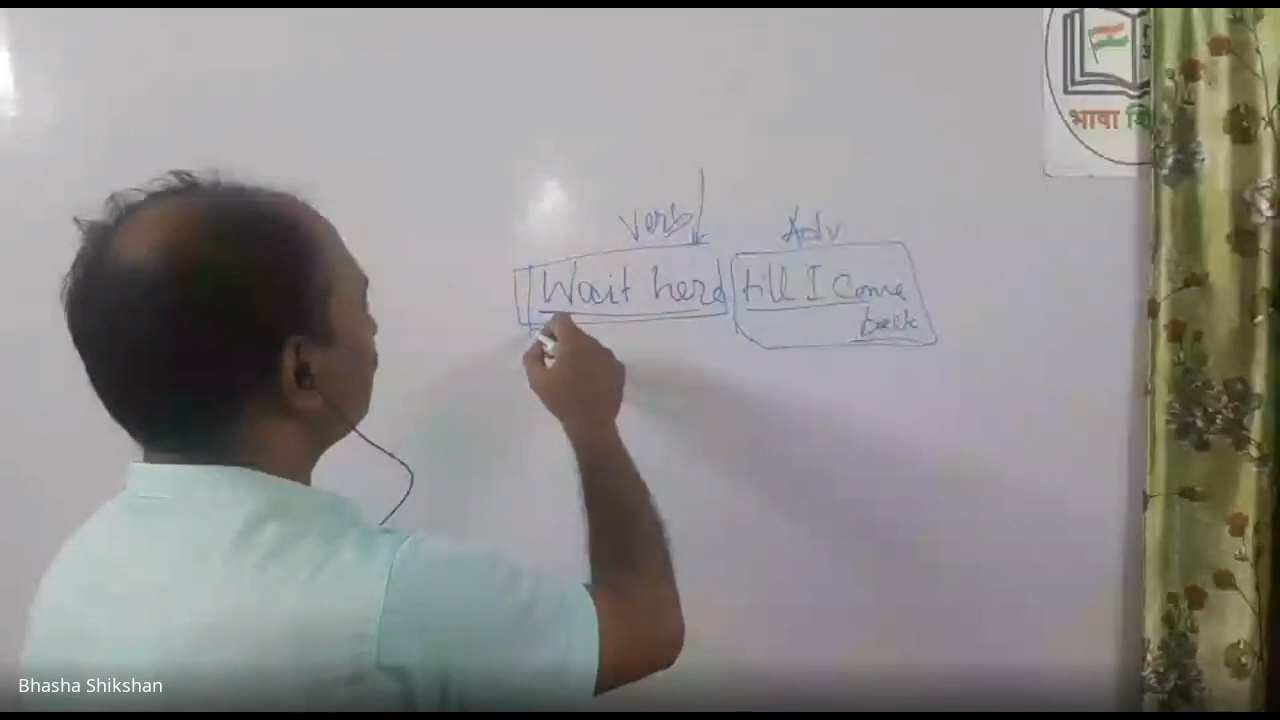 भाषा
Verb Adv
Wait here till I Come
back
Bhasha Shikshan